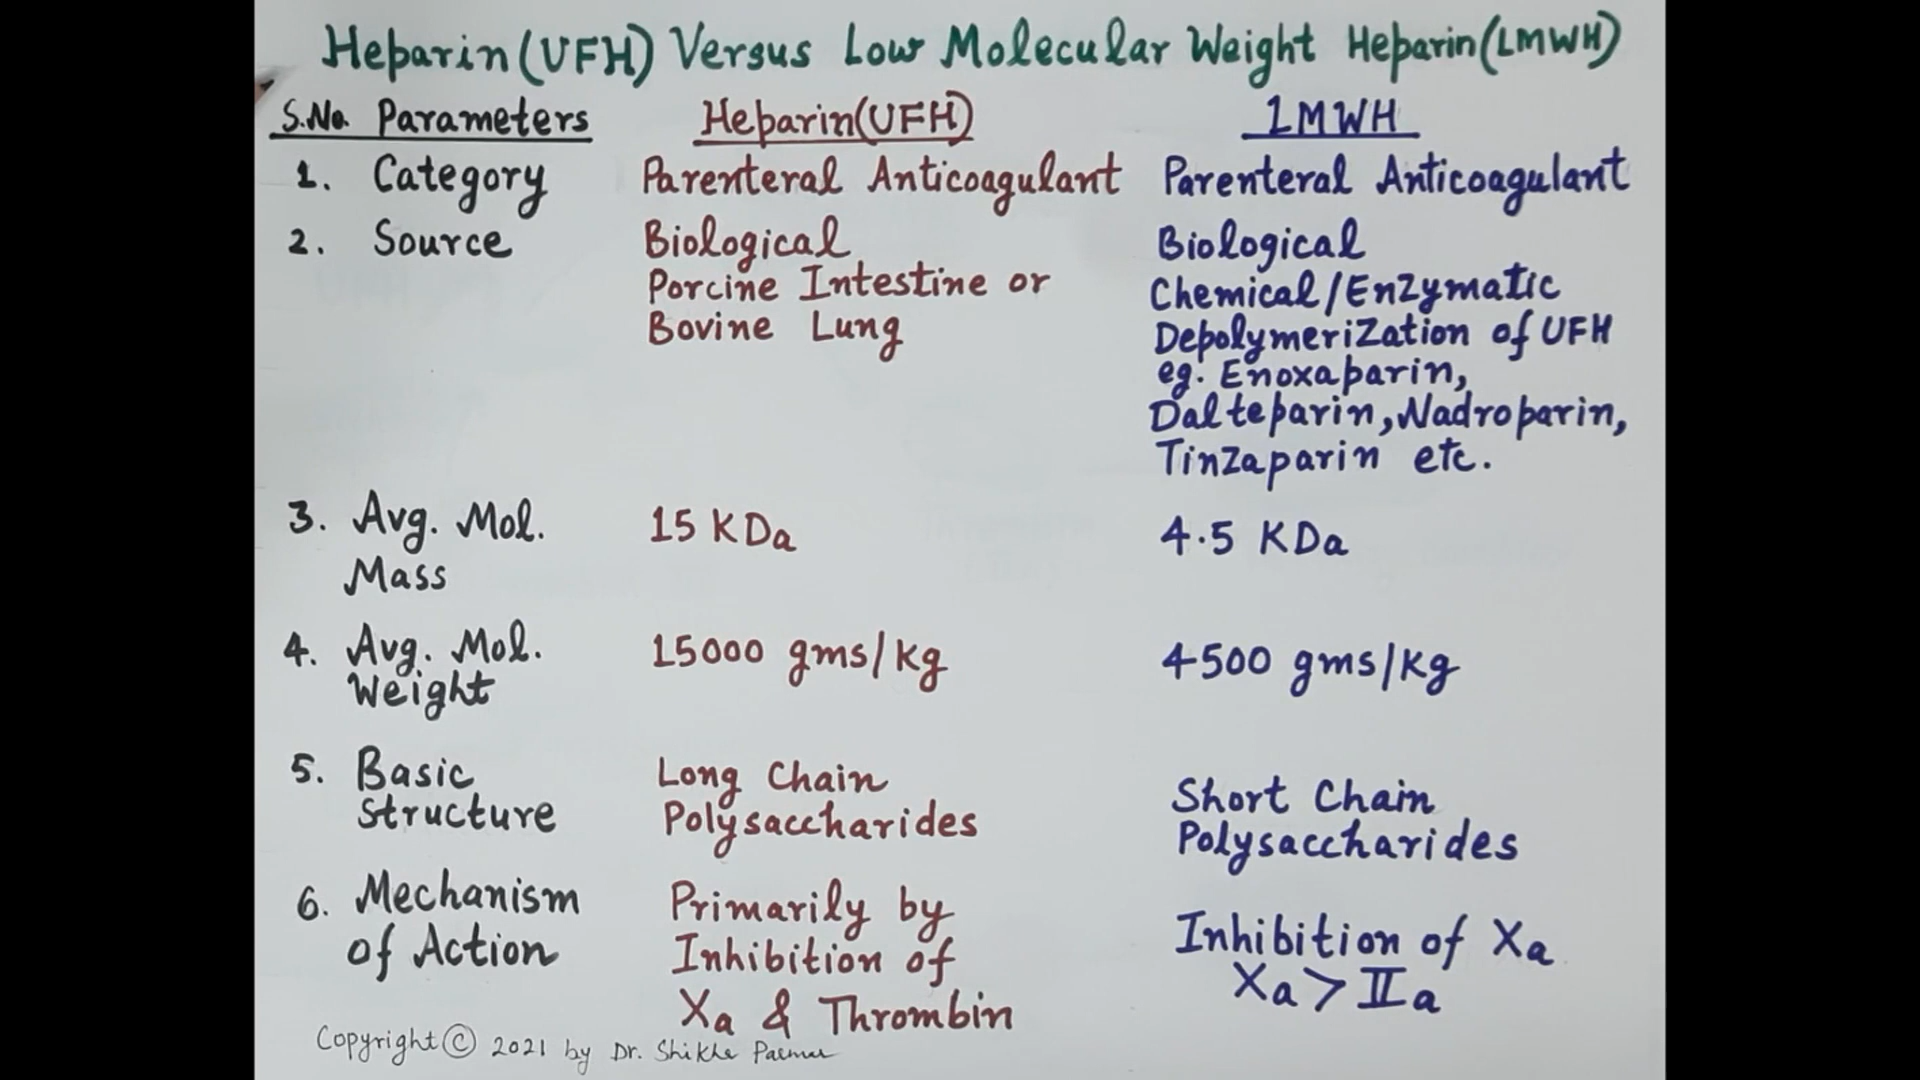 Heparin(UFH) Versus Low Molecular Weight Heparin(LMWH)
S.No. Parameters Heparin(UFH) LMWH
1. Category Parenteral Anticoagulant Parenteral Anticoagulant
2. Source Biological Biological
Porcine Intestine or Chemical/Enzymatic
Bovine Lung Depolymerization of UFH
eg. Enoxaparin,
Dalteparin, Nadroparin,
Tinzaparin etc.
3. Avg. Mol. 15 KDa 4.5 KDa
Mass
4. Avg. Mol. 15000 gms/kg 4500 gms/kg
Weight
5. Basic Long Chain Short Chain
Structure Polysaccharides Polysaccharides
6. Mechanism Primarily by Inhibition of Xa
of Action Inhibition of Xa > IIa
Xa & Thrombin
Copyright © 2021 by Dr. Shikha